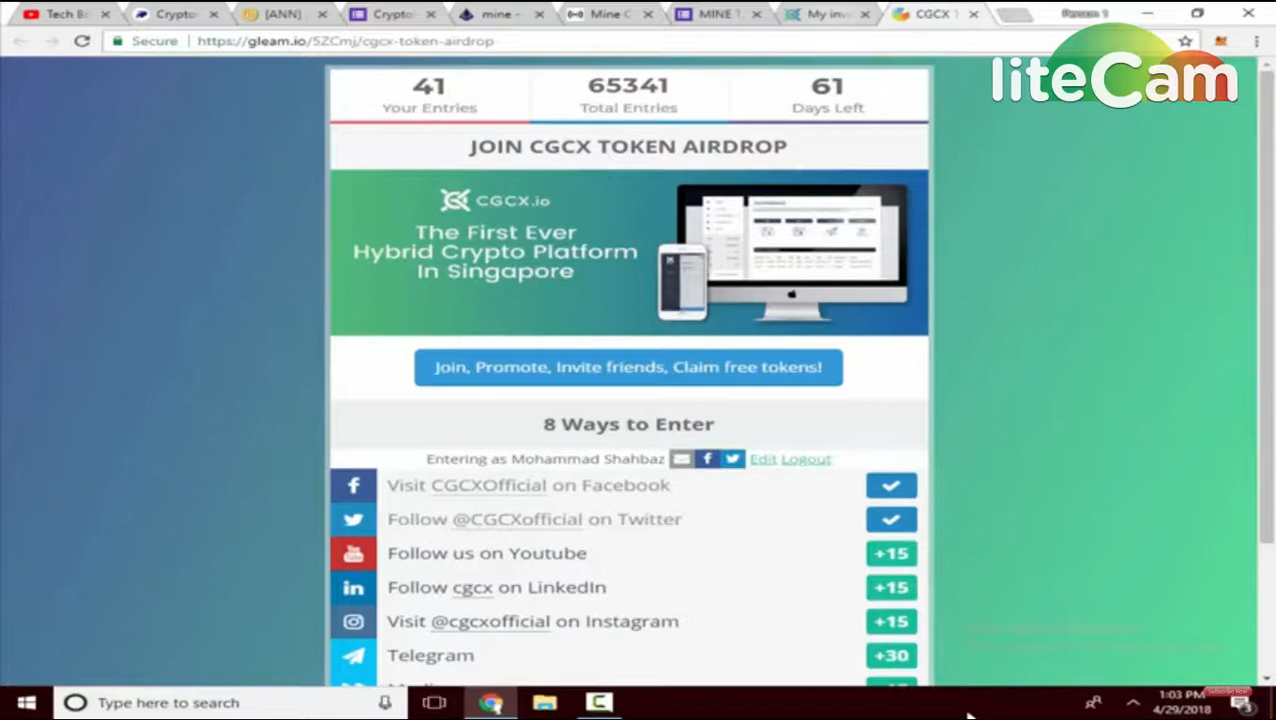 Tech B
Crypto
[ANN]
Crypto
mine -
Mine C
MINE T
My inv
CGCX T
Secure
https://gleam.io/5ZCmj/cgcx-token-airdrop
liteCam
41
65341
61
Your Entries
Total Entries
Days Left
JOIN CGCX TOKEN AIRDROP
CGCX.io
The First Ever
Hybrid Crypto Platform
In Singapore
Join, Promote, Invite friends, Claim free tokens!
8 Ways to Enter
Entering as Mohammad Shahbaz
Edit Logout
Visit CGCXOfficial on Facebook
Follow @CGCXofficial on Twitter
Follow us on Youtube +15
Follow cgcx on LinkedIn +15
Visit @cgcxofficial on Instagram +15
Telegram +30
Type here to search
1:03 PM
Subscribe Now
4/29/2018
3